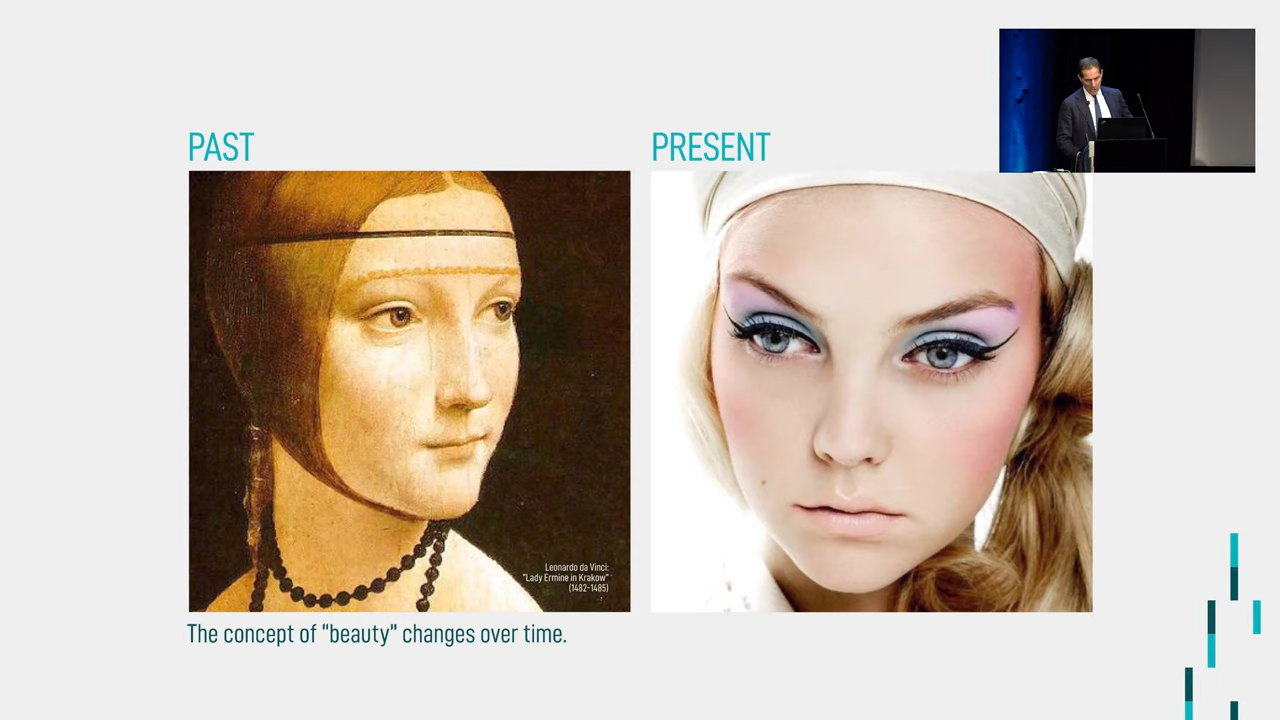 PAST
PRESENT
Leonardo da Vinci:
"Lady Ermine in Krakow"
(1482-1485)
The concept of "beauty" changes over time.